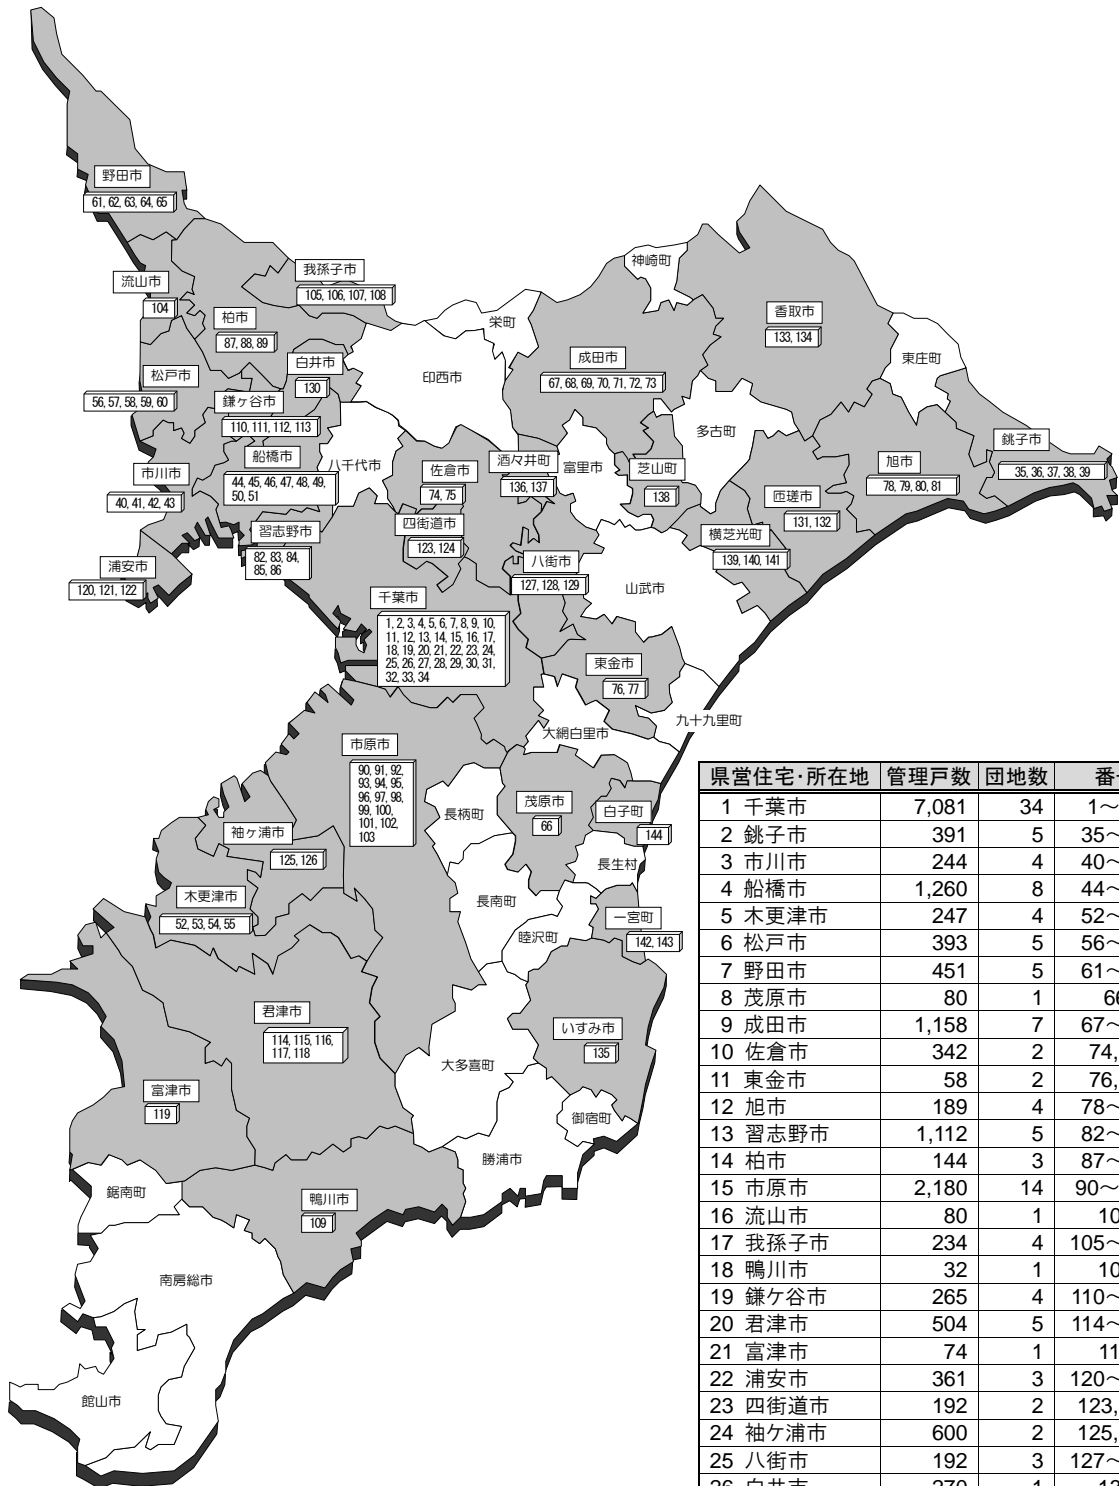 野田市
61, 62, 63, 64, 65
流山市
104
我孫子市
105, 106, 107, 108
柏市
87, 88, 89
松戸市
56, 57, 58, 59, 60
白井市
130
鎌ヶ谷市
110, 111, 112, 113
印西市
栄町
神崎町
成田市
67, 68, 69, 70, 71, 72, 73
香取市
133, 134
東庄町
多古町
銚子市
35, 36, 37, 38, 39
旭市
78, 79, 80, 81
匝瑳市
131, 132
市川市
40, 41, 42, 43
船橋市
44, 45, 46, 47, 48, 49,
50, 51
八千代市
佐倉市
74, 75
酒々井町
136, 137
富里市
芝山町
138
横芝光町
139, 140, 141
習志野市
82, 83, 84,
85, 86
四街道市
123, 124
八街市
127, 128, 129
山武市
浦安市
120, 121, 122
千葉市
1, 2, 3, 4, 5, 6, 7, 8, 9, 10,
11, 12, 13, 14, 15, 16, 17,
18, 19, 20, 21, 22, 23, 24,
25, 26, 27, 28, 29, 30, 31,
32, 33, 34
東金市
76, 77
九十九里町
大網白里市
市原市
90, 91, 92,
93, 94, 95,
96, 97, 98,
99, 100,
101, 102,
103
長柄町
茂原市
66
白子町
144
長生村
袖ヶ浦市
125, 126
木更津市
52, 53, 54, 55
長南町
睦沢町
一宮町
142, 143
君津市
114, 115, 116,
117, 118
いすみ市
135
大多喜町
富津市
119
御宿町
勝浦市
鋸南町
鴨川市
109
南房総市
館山市
県営住宅・所在地 管理戸数 団地数 番
1 千葉市 7,081 34 1～
2 銚子市 391 5 35～
3 市川市 244 4 40～
4 船橋市 1,260 8 44～
5 木更津市 247 4 52～
6 松戸市 393 5 56～
7 野田市 451 5 61～
8 茂原市 80 1 66
9 成田市 1,158 7 67～
10 佐倉市 342 2 74,
11 東金市 58 2 76,
12 旭市 189 4 78～
13 習志野市 1,112 5 82～
14 柏市 144 3 87～
15 市原市 2,180 14 90～
16 流山市 80 1 10
17 我孫子市 234 4 105～
18 鴨川市 32 1 10
19 鎌ケ谷市 265 4 110～
20 君津市 504 5 114～
21 富津市 74 1 11
22 浦安市 361 3 120～
23 四街道市 192 2 123,
24 袖ケ浦市 600 2 125,
25 八街市 192 3 127～
26 白井市 270 1 13